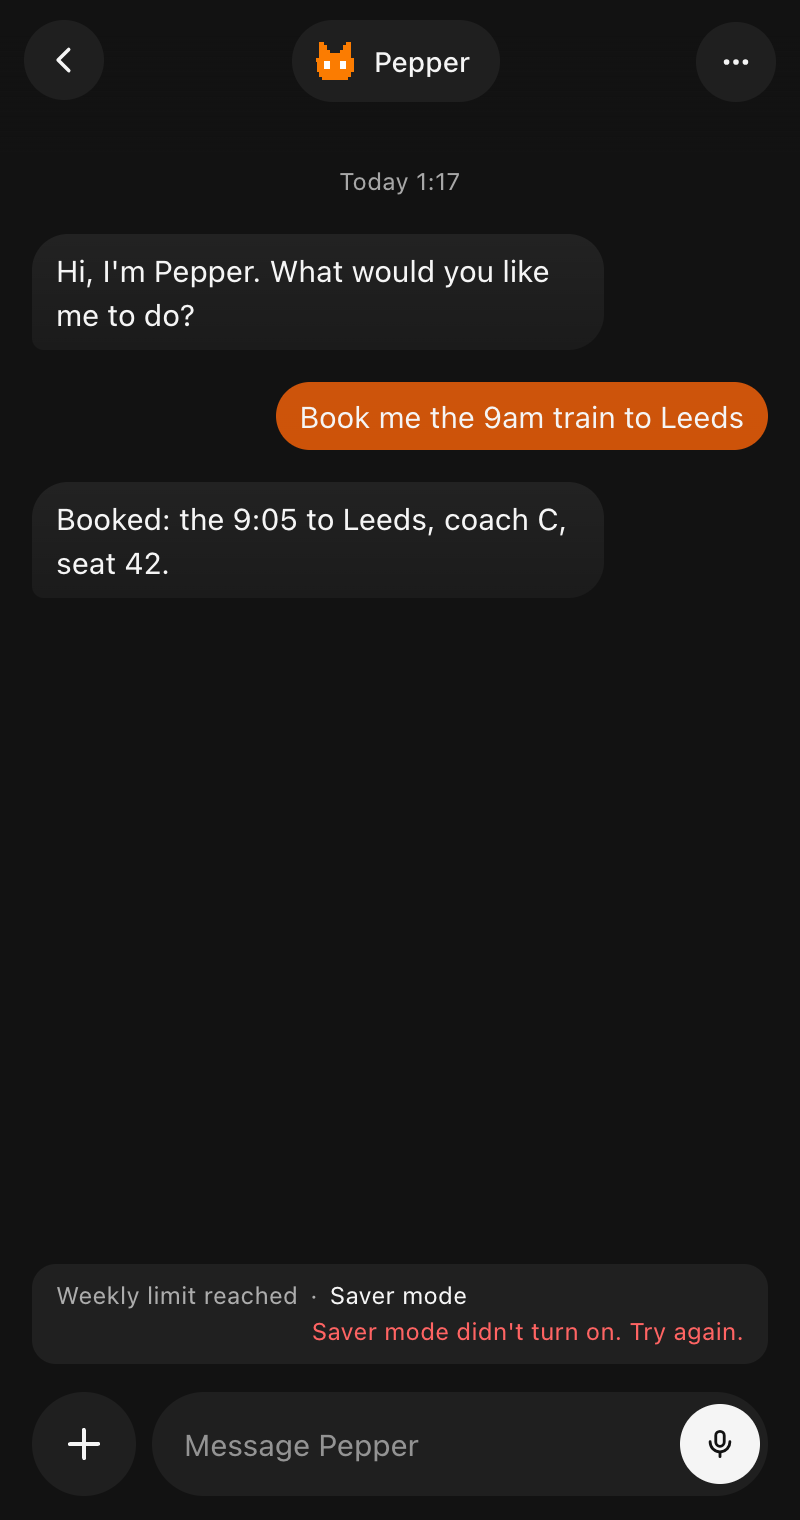 Pepper
Today 1:17
Hi, I'm Pepper. What would you like
me to do?
Book me the 9am train to Leeds
Booked: the 9:05 to Leeds, coach C,
seat 42.
Weekly limit reached · Saver mode
Saver mode didn't turn on. Try again.
Message Pepper